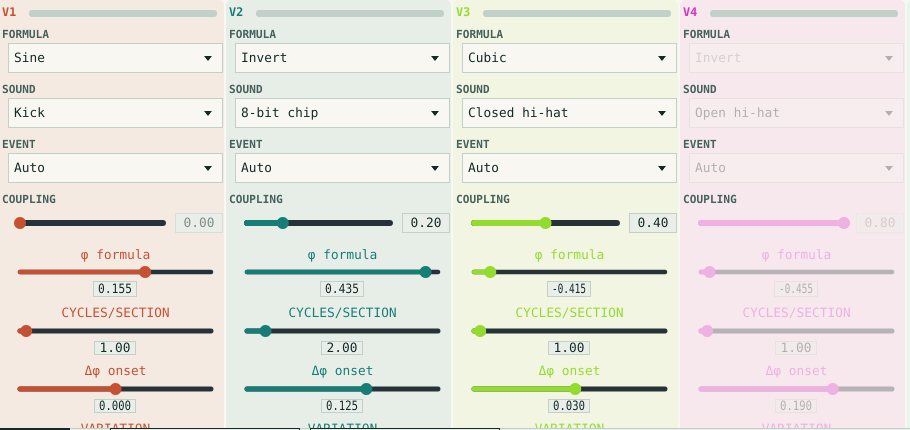 V1 V2 V3 V4
FORMULA FORMULA FORMULA FORMULA
Sine Invert Cubic Invert
SOUND SOUND SOUND SOUND
Kick 8-bit chip Closed hi-hat Open hi-hat
EVENT EVENT EVENT EVENT
Auto Auto Auto Auto
COUPLING COUPLING COUPLING COUPLING
0.00 0.20 0.40 0.80
φ formula φ formula φ formula φ formula
0.155 0.435 -0.415 -0.455
CYCLES/SECTION CYCLES/SECTION CYCLES/SECTION CYCLES/SECTION
1.00 2.00 1.00 1.00
Δφ onset Δφ onset Δφ onset Δφ onset
0.000 0.125 0.030 0.190
VARIATION VARIATION VARIATION VARIATION